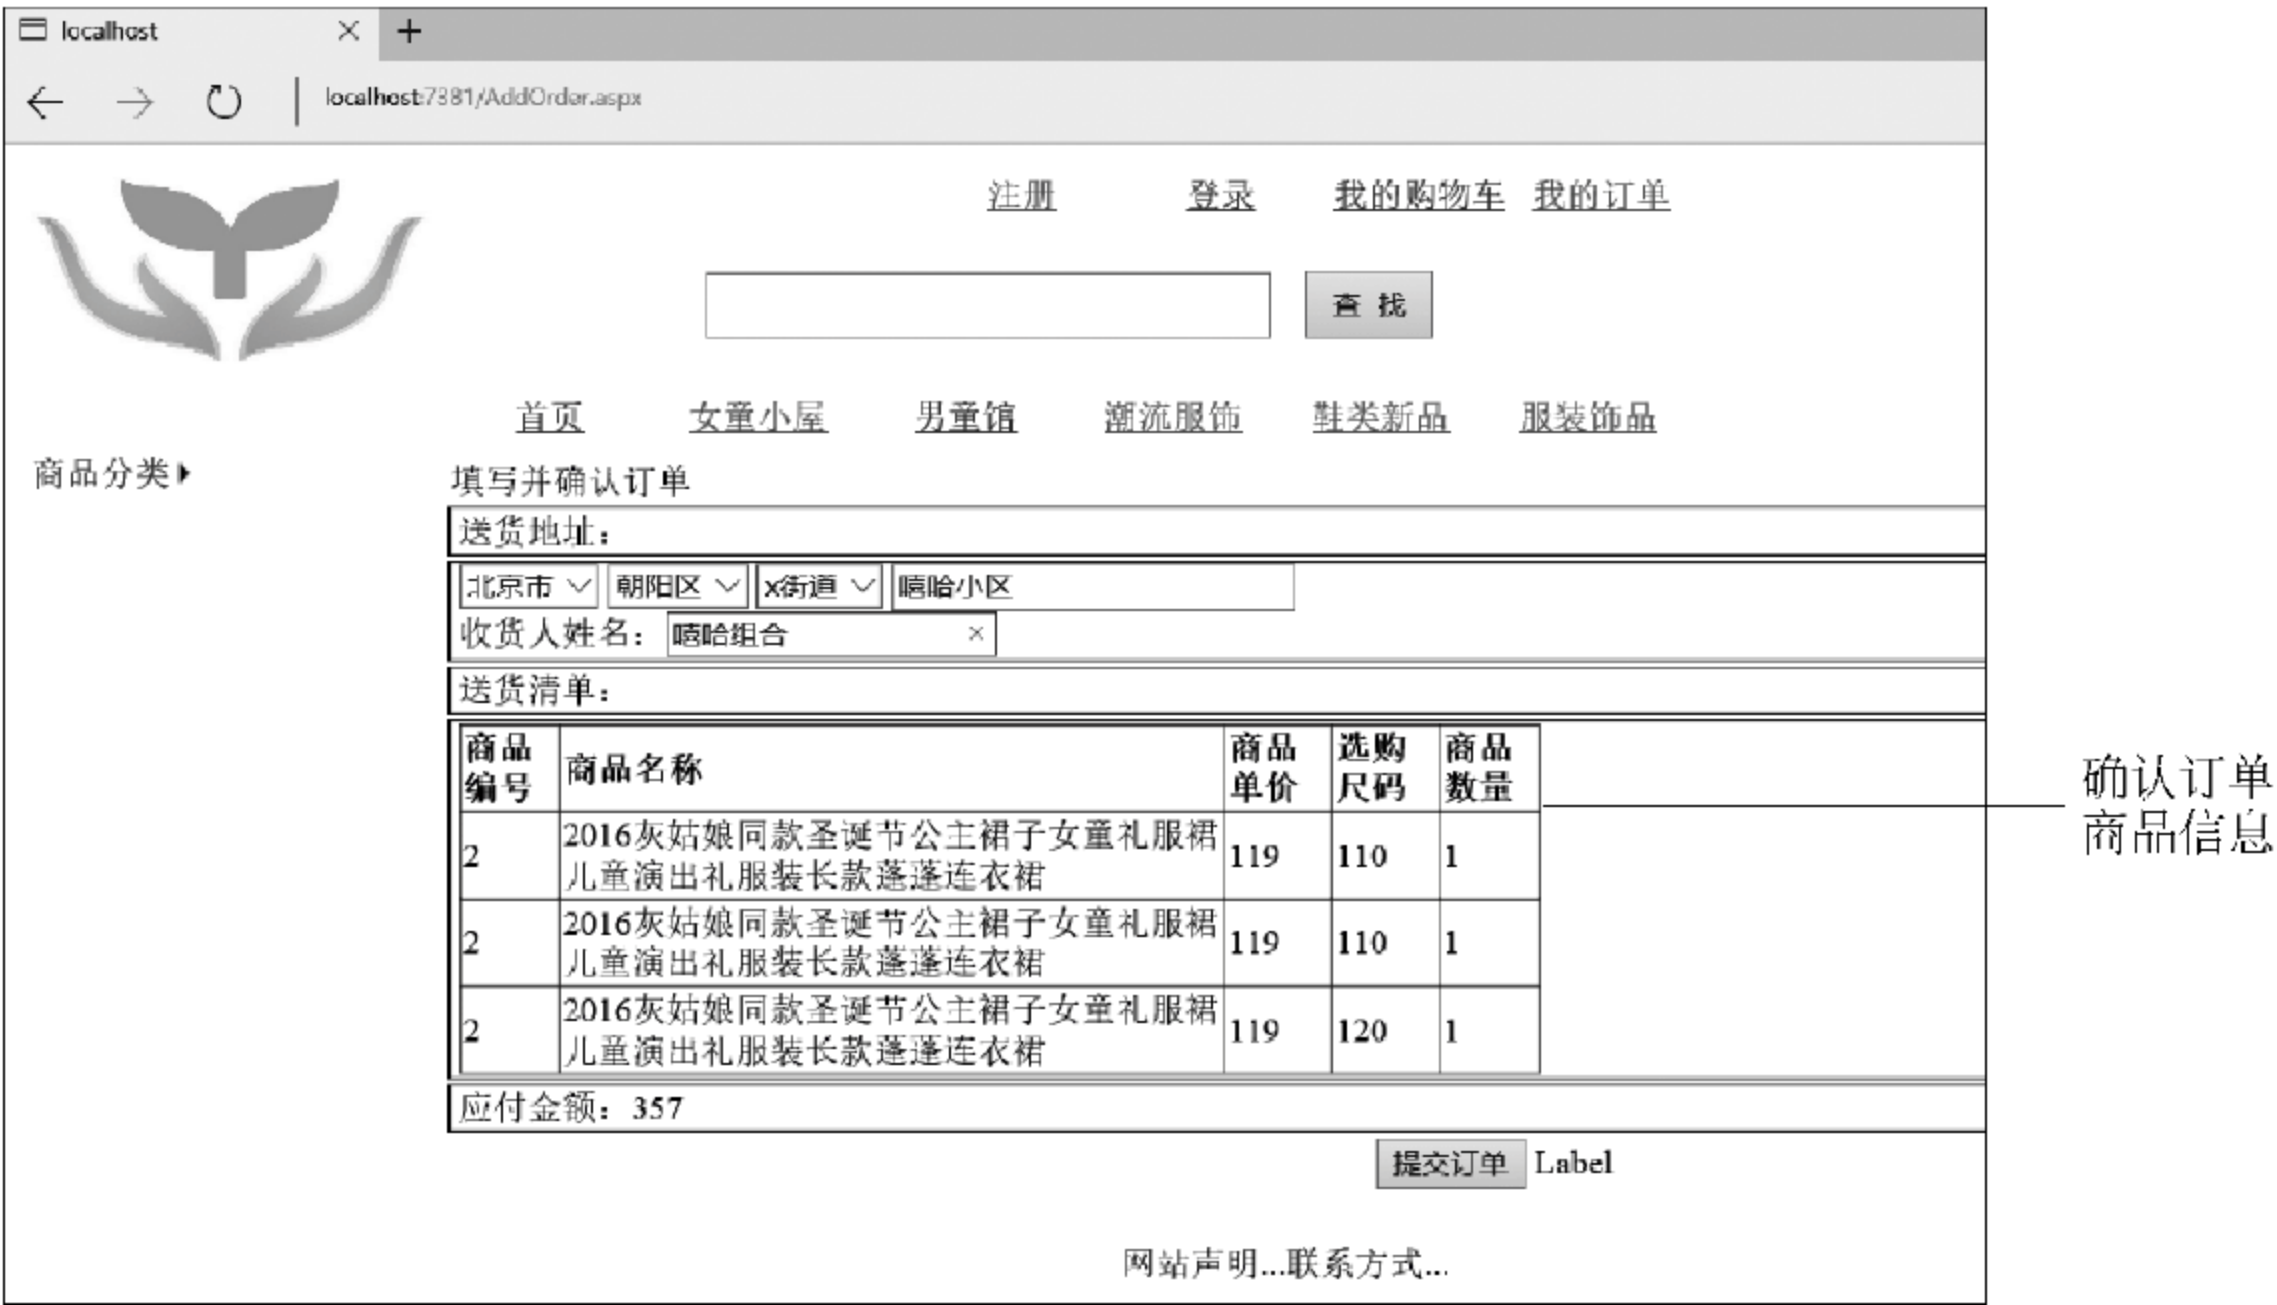 localhost
localhost:7381/AddOrder.aspx
注册 登录 我的购物车 我的订单
查 找
首页 女童小屋 男童馆 潮流服饰 鞋类新品 服装饰品
商品分类
填写并确认订单
送货地址：
北京市 朝阳区 x街道 嘻哈小区
收货人姓名： 嘻哈组合
送货清单：
商品编号 商品名称 商品单价 选购尺码 商品数量
2 2016灰姑娘同款圣诞节公主裙子女童礼服裙 119 110 1
儿童演出礼服装长款蓬蓬连衣裙
2 2016灰姑娘同款圣诞节公主裙子女童礼服裙 119 110 1
儿童演出礼服装长款蓬蓬连衣裙
2 2016灰姑娘同款圣诞节公主裙子女童礼服裙 119 120 1
儿童演出礼服装长款蓬蓬连衣裙
应付金额：357
提交订单 Label
网站声明...联系方式...
确认订单
商品信息